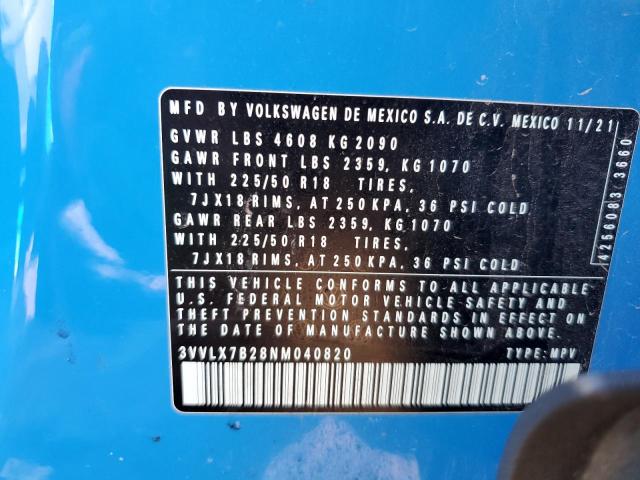 MFD BY VOLKSWAGEN DE MEXICO S.A. DE C.V. MEXICO 11/21
GVWR LBS 4608 KG 2090
GAWR FRONT LBS 2359, KG 1070
WITH 225/50 R18 TIRES,
7JX18 RIMS, AT 250 KPA, 36 PSI COLD
GAWR REAR LBS 2359, KG 1070
WITH 225/50 R18 TIRES,
7JX18 RIMS, AT 250 KPA, 36 PSI COLD
THIS VEHICLE CONFORMS TO ALL APPLICABLE
U.S. FEDERAL MOTOR VEHICLE SAFETY AND
THEFT PREVENTION STANDARDS IN EFFECT ON
THE DATE OF MANUFACTURE SHOWN ABOVE.
3VVLX7B28NM040820 TYPE: MPV
4256083 3660